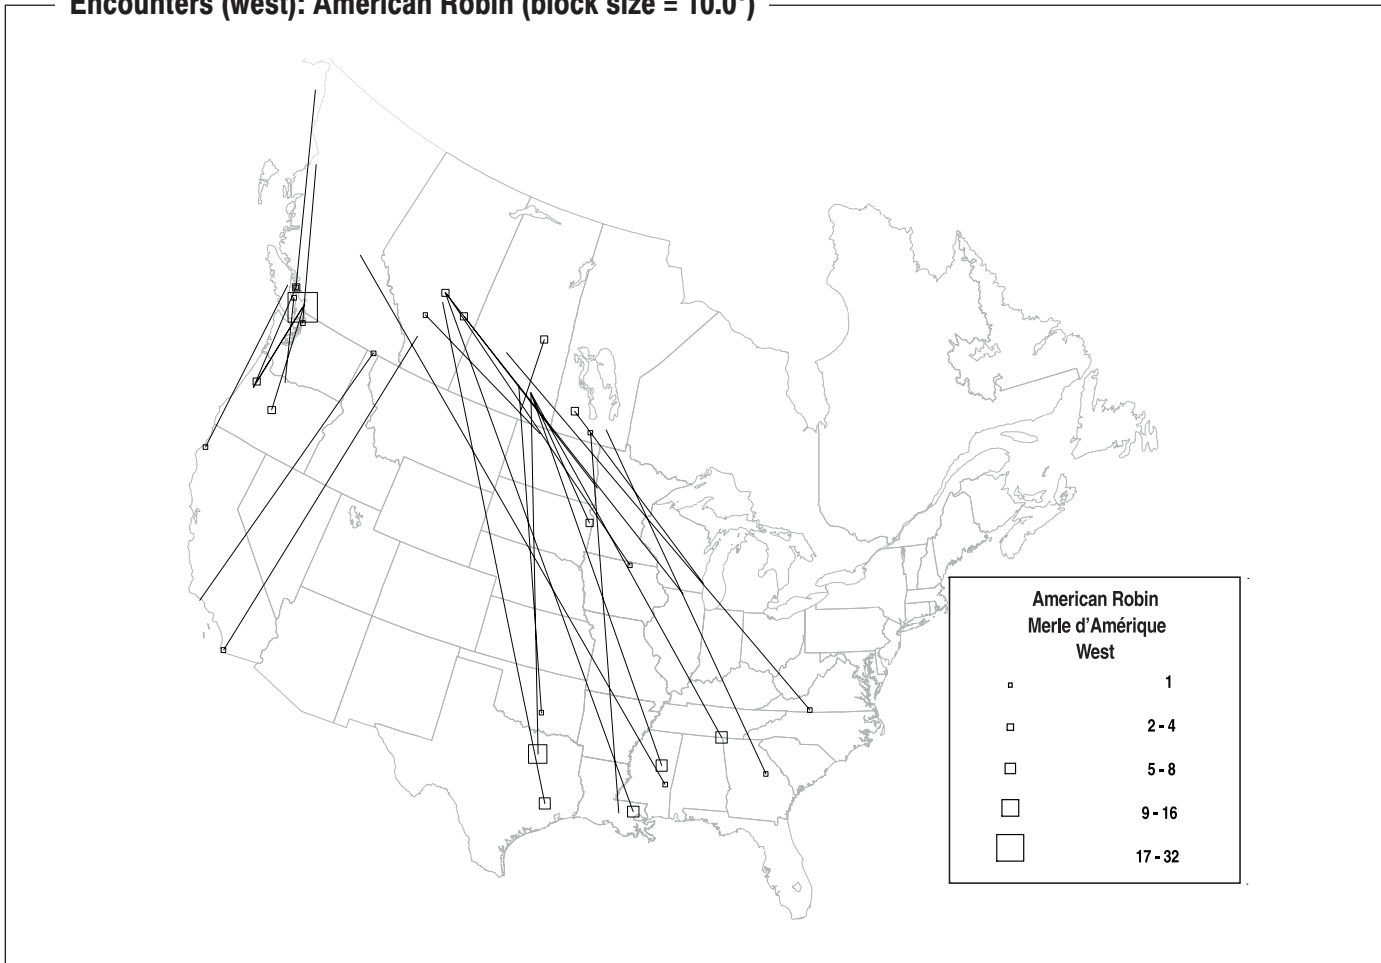 Encounters (west): American Robin (block size = 10.0°)
American Robin
Merle d'Amérique
West
1
2 - 4
5 - 8
9 - 16
17 - 32